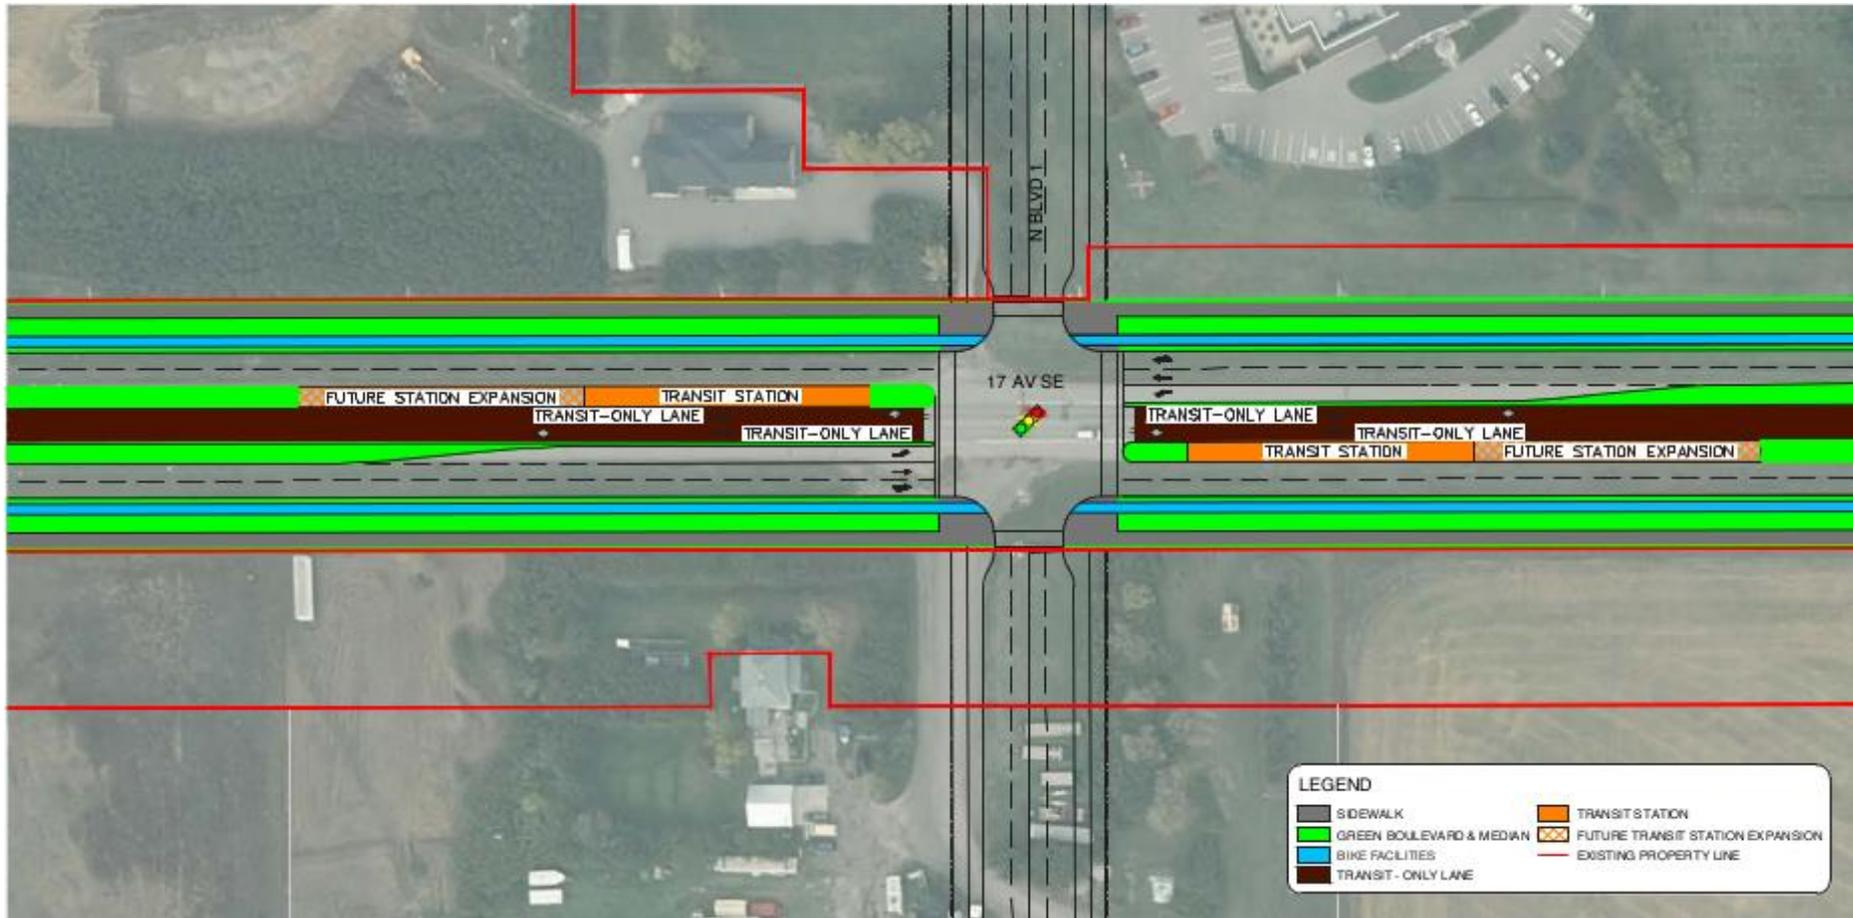 N BLVD 1
17 AV SE
FUTURE STATION EXPANSION
TRANSIT STATION
TRANSIT-ONLY LANE
TRANSIT-ONLY LANE
TRANSIT-ONLY LANE
TRANSIT-ONLY LANE
TRANSIT STATION
FUTURE STATION EXPANSION
LEGEND
SIDEWALK
GREEN BOULEVARD & MEDIAN
BIKE FACILITIES
TRANSIT - ONLY LANE
TRANSIT STATION
FUTURE TRANSIT STATION EXPANSION
EXISTING PROPERTY LINE